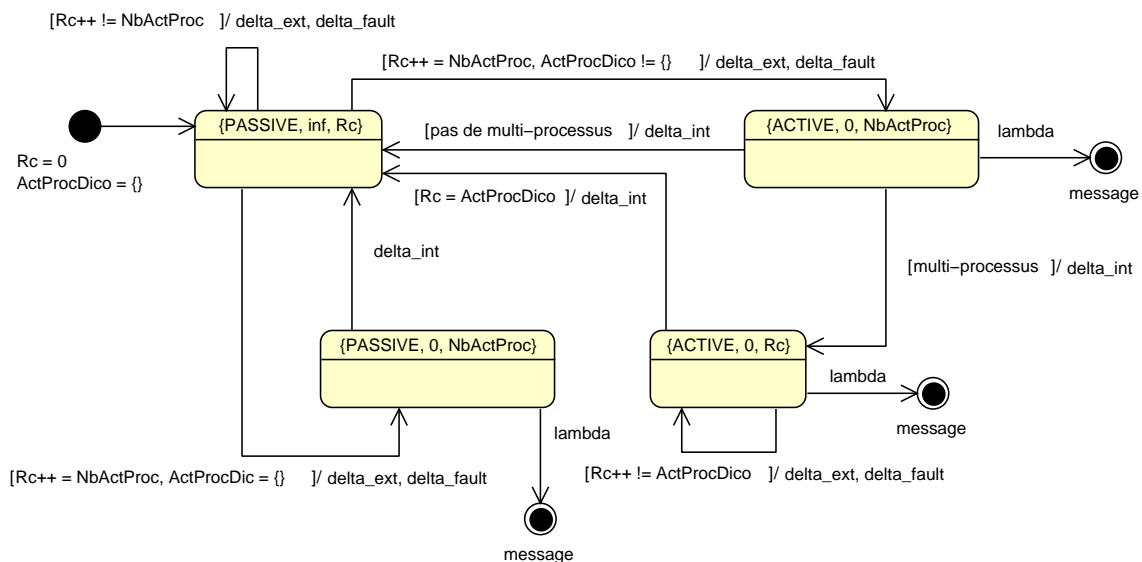 [Rc++ != NbActProc ]/ delta_ext, delta_fault
[Rc++ = NbActProc, ActProcDico != {} ]/ delta_ext, delta_fault
{PASSIVE, inf, Rc}
{ACTIVE, 0, NbActProc}
[pas de multi−processus ]/ delta_int
lambda
Rc = 0
ActProcDico = {}
message
[Rc = ActProcDico ]/ delta_int
delta_int
[multi−processus ]/ delta_int
{PASSIVE, 0, NbActProc}
{ACTIVE, 0, Rc}
lambda
message
lambda
[Rc++ = NbActProc, ActProcDic = {} ]/ delta_ext, delta_fault
[Rc++ != ActProcDico ]/ delta_ext, delta_fault
message